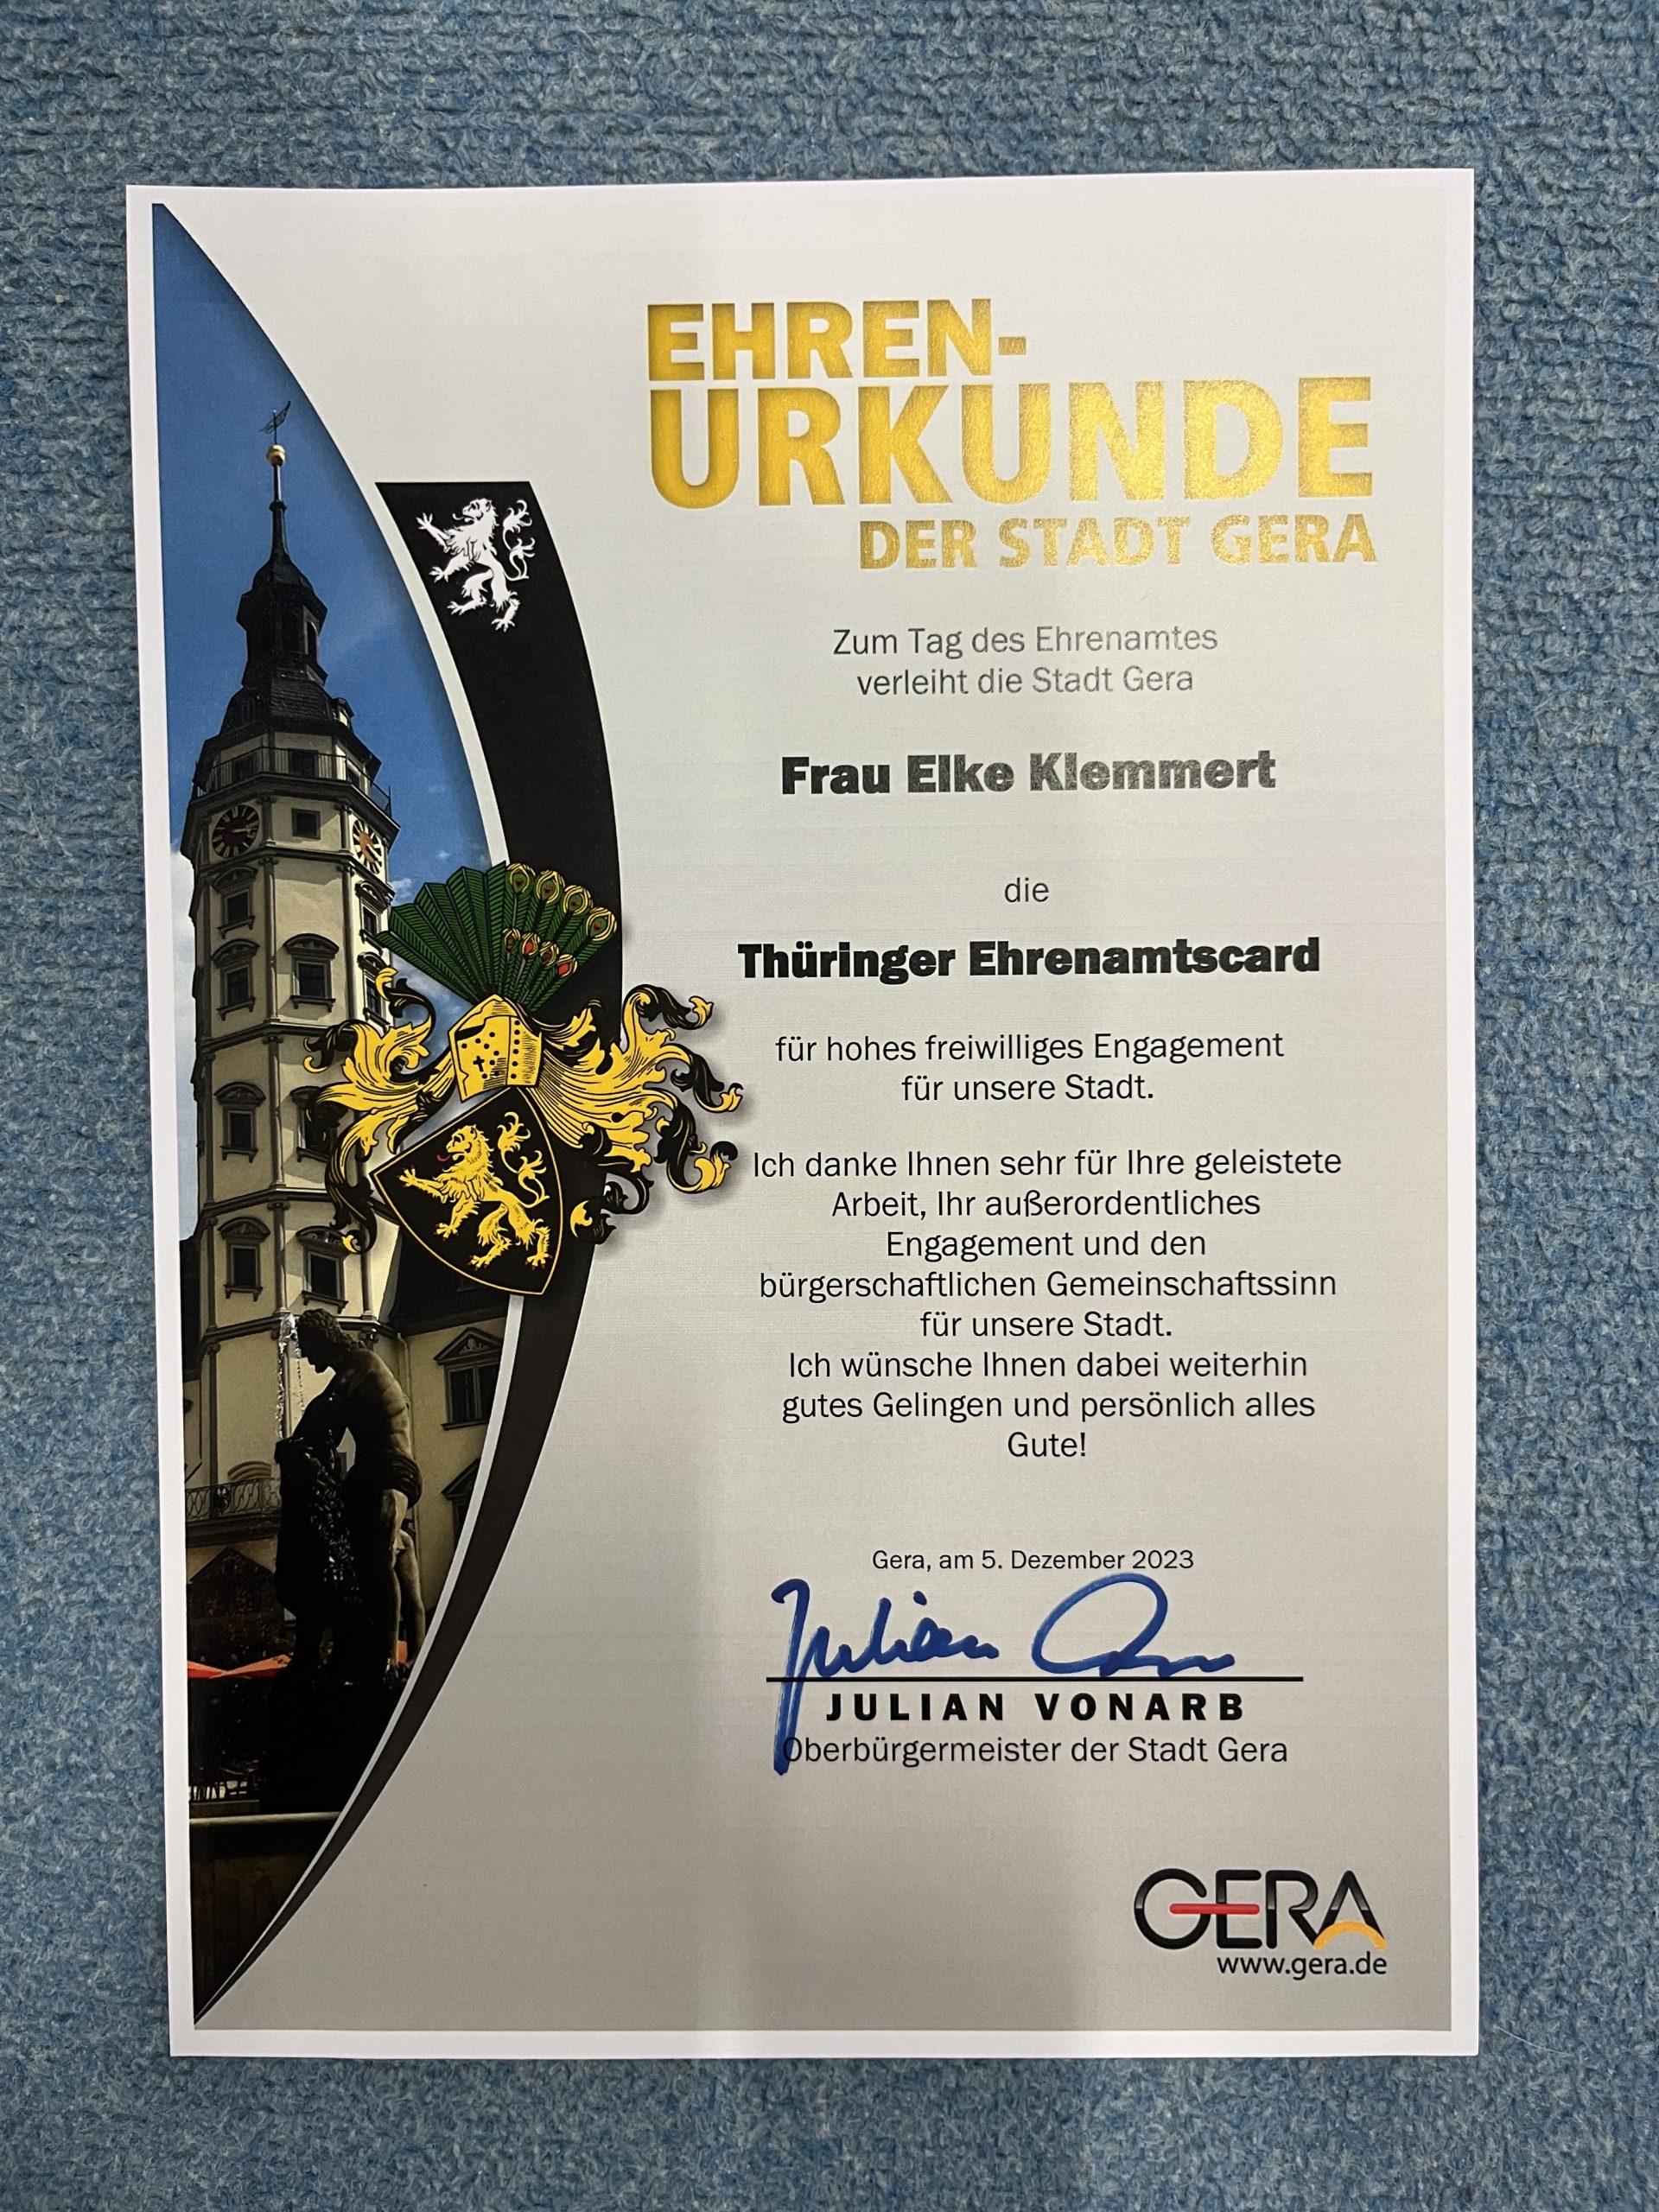 EHREN-
URKUNDE
DER STADT GERA
Zum Tag des Ehrenamtes
verleiht die Stadt Gera
Frau Elke Klemmert
die
Thüringer Ehrenamtscard
für hohes freiwilliges Engagement
für unsere Stadt.
Ich danke Ihnen sehr für Ihre geleistete
Arbeit, Ihr außerordentliches
Engagement und den
bürgerschaftlichen Gemeinschaftssinn
für unsere Stadt.
Ich wünsche Ihnen dabei weiterhin
gutes Gelingen und persönlich alles
Gute!
Gera, am 5. Dezember 2023
Julian
JULIAN VONARB
Oberbürgermeister der Stadt Gera
GERA
www.gera.de